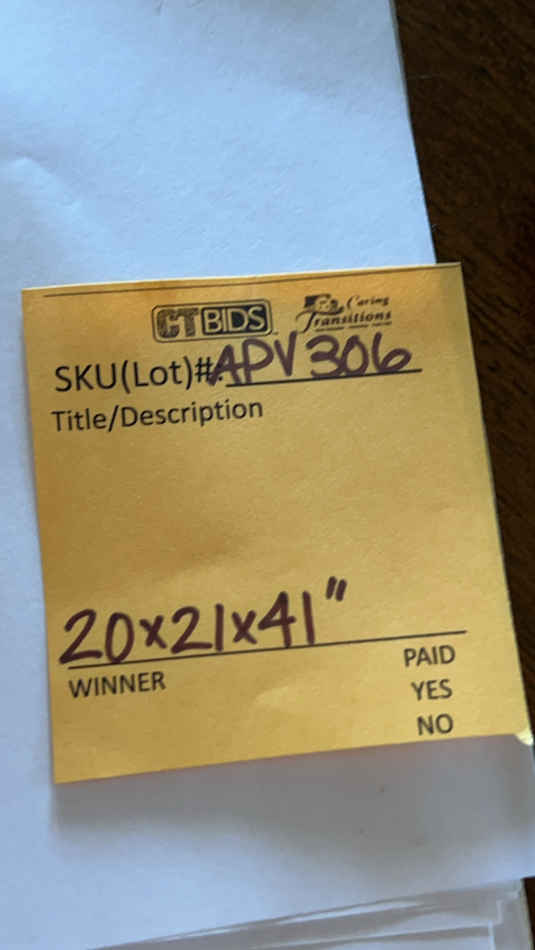 CTBIDS Caring
Transitions
SKU(Lot)#: APV306
Title/Description
20x21x41"
WINNER PAID
YES
NO